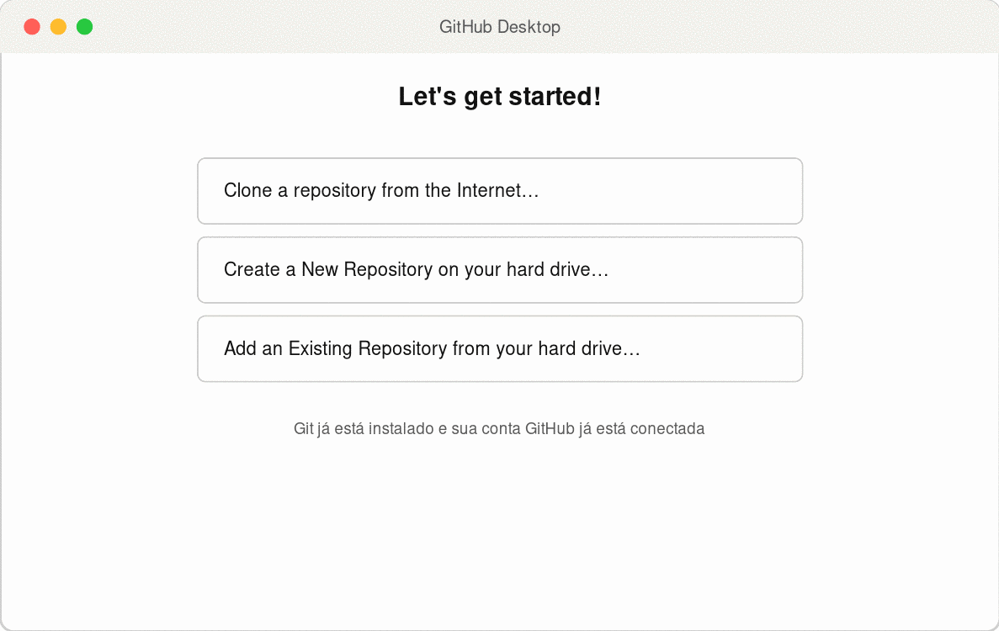 GitHub Desktop
Let's get started!
Clone a repository from the Internet…
Create a New Repository on your hard drive…
Add an Existing Repository from your hard drive…
Git já está instalado e sua conta GitHub já está conectada